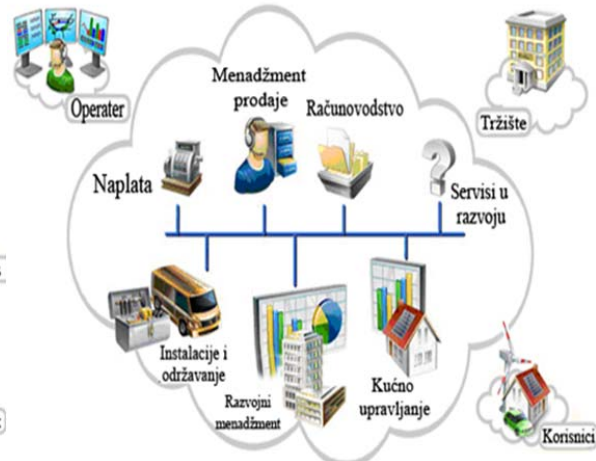 Operater
Menadžment
prodaje
Računovodstvo
Tržište
Naplata
Servisi u
razvoju
Instalacije i
održavanje
Razvojni
menadžment
Kućno
upravljanje
Korisnici